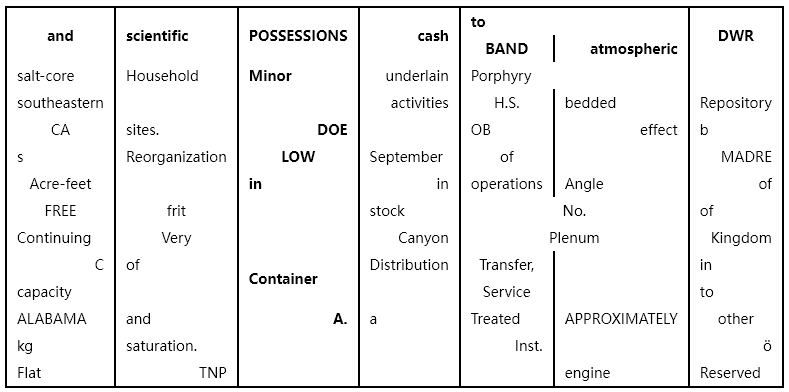 and scientific POSSESSIONS cash to DWR
BAND atmospheric
salt-core Household Minor underlain Porphyry
southeastern activities H.S. bedded Repository
CA sites. DOE OB effect b
s Reorganization LOW September of MADRE
Acre-feet in in operations Angle of
FREE frit stock No. of
Continuing Very Canyon Plenum Kingdom
C of Container Distribution Transfer, in
capacity Service to
ALABAMA and A. a Treated APPROXIMATELY other
kg saturation. Inst. ö
Flat TNP engine Reserved